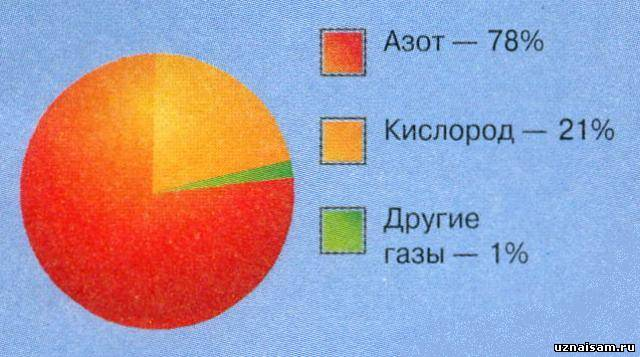 Азот — 78%
Кислород — 21%
Другие
газы — 1%
uznaisam.ru